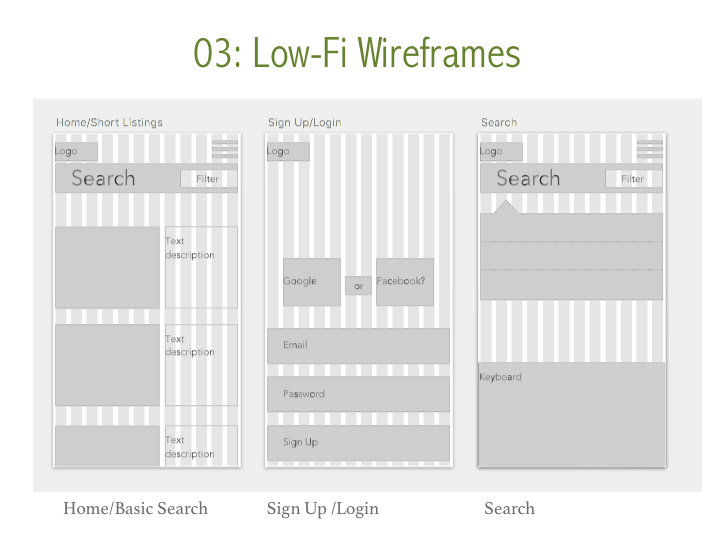 03: Low-Fi Wireframes
Home/Short Listings
Logo
Search
Filter
Text
description
Text
description
Text
description
Sign Up/Login
Logo
Google
or
Facebook?
Email
Password
Sign Up
Search
Logo
Search
Filter
Keyboard
Home/Basic Search
Sign Up /Login
Search